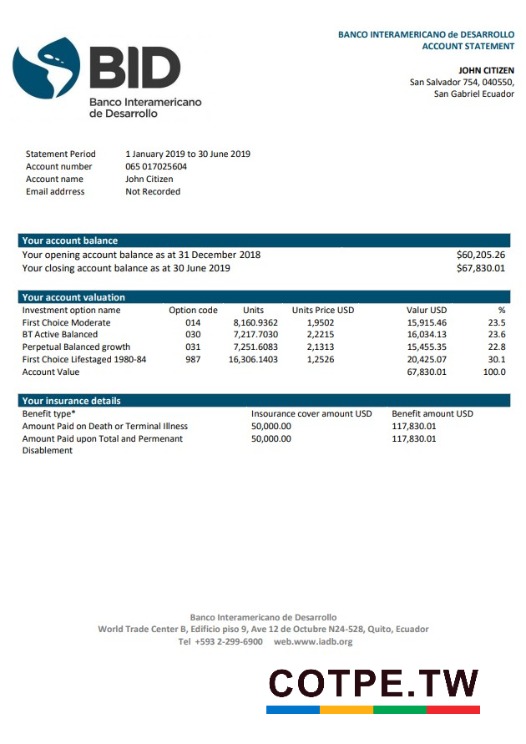 BANCO INTERAMERICANO de DESARROLLO
ACCOUNT STATEMENT
BID
Banco Interamericano
de Desarrollo
JOHN CITIZEN
San Salvador 754, 040550,
San Gabriel Ecuador
Statement Period 1 January 2019 to 30 June 2019
Account number 065 017025604
Account name John Citizen
Email addrress Not Recorded
Your account balance
Your opening account balance as at 31 December 2018 $60,205.26
Your closing account balance as at 30 June 2019 $67,830.01
Your account valuation
Investment option name Option code Units Units Price USD Valur USD %
First Choice Moderate 014 8,160.9362 1,9502 15,915.46 23.5
BT Active Balanced 030 7,217.7030 2,2215 16,034.13 23.6
Perpetual Balanced growth 031 7,251.6083 2,1313 15,455.35 22.8
First Choice Lifestaged 1980-84 987 16,306.1403 1,2526 20,425.07 30.1
Account Value 67,830.01 100.0
Your insurance details
Benefit type* Insourance cover amount USD Benefit amount USD
Amount Paid on Death or Terminal Illness 50,000.00 117,830.01
Amount Paid upon Total and Permenant 50,000.00 117,830.01
Disablement
Banco Interamericano de Desarrollo
World Trade Center B, Edificio piso 9, Ave 12 de Octubre N24-528, Quito, Ecuador
Tel +593 2-299-6900 web.www.iadb.org
COTPE.TW